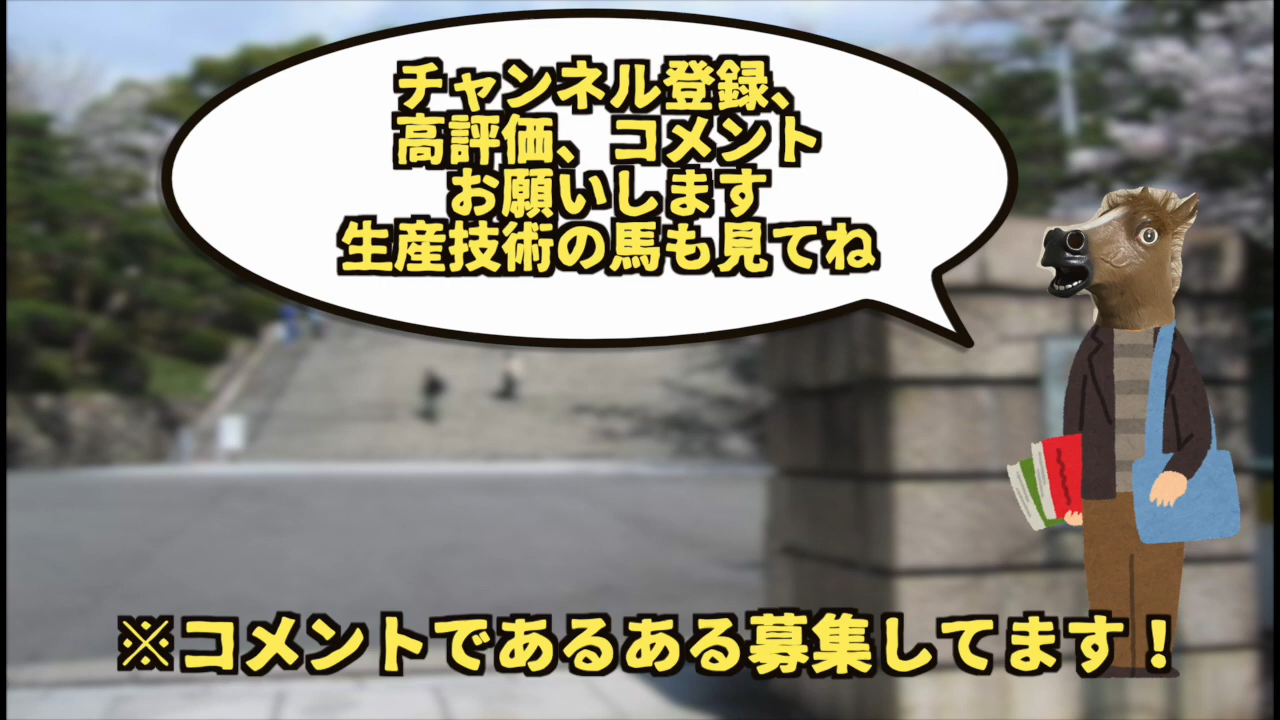 チャンネル登録、
高評価、コメント
お願いします
生産技術の馬も見てね
※コメントであるある募集してます！